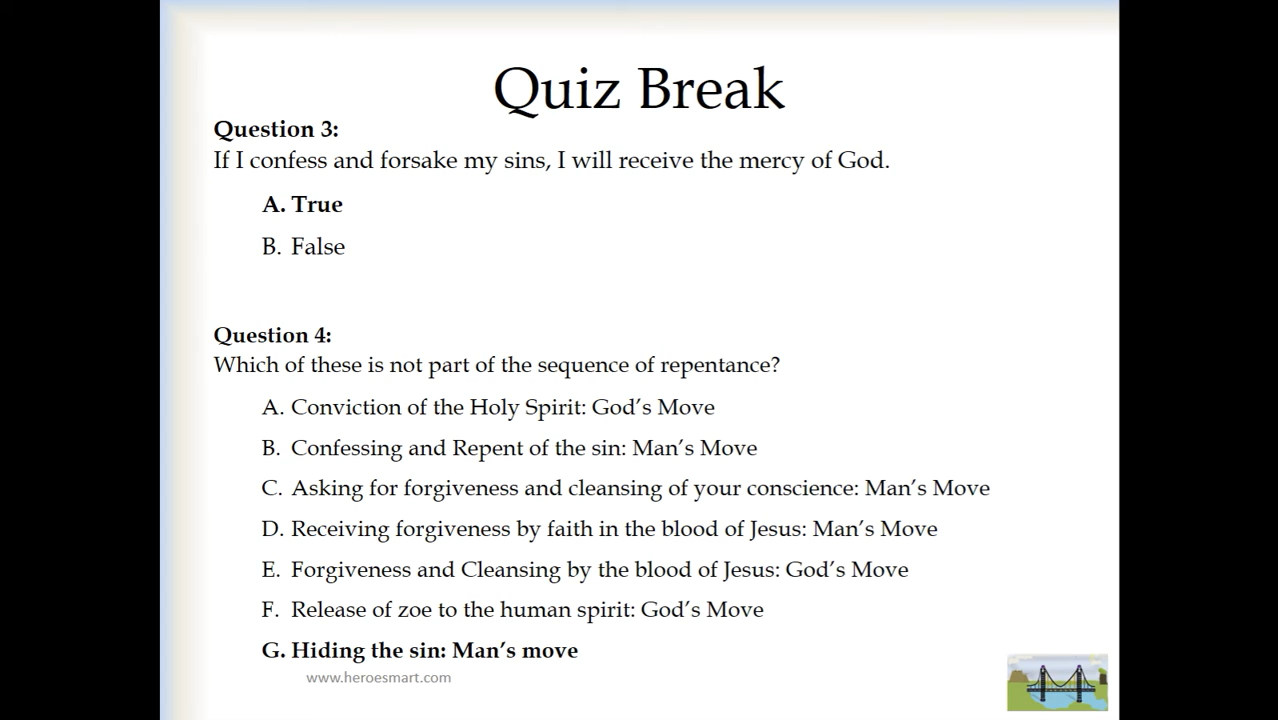 Quiz Break
Question 3:
If I confess and forsake my sins, I will receive the mercy of God.
A. True
B. False
Question 4:
Which of these is not part of the sequence of repentance?
A. Conviction of the Holy Spirit: God’s Move
B. Confessing and Repent of the sin: Man’s Move
C. Asking for forgiveness and cleansing of your conscience: Man’s Move
D. Receiving forgiveness by faith in the blood of Jesus: Man’s Move
E. Forgiveness and Cleansing by the blood of Jesus: God’s Move
F. Release of zoe to the human spirit: God’s Move
G. Hiding the sin: Man’s move
www.heroesmart.com